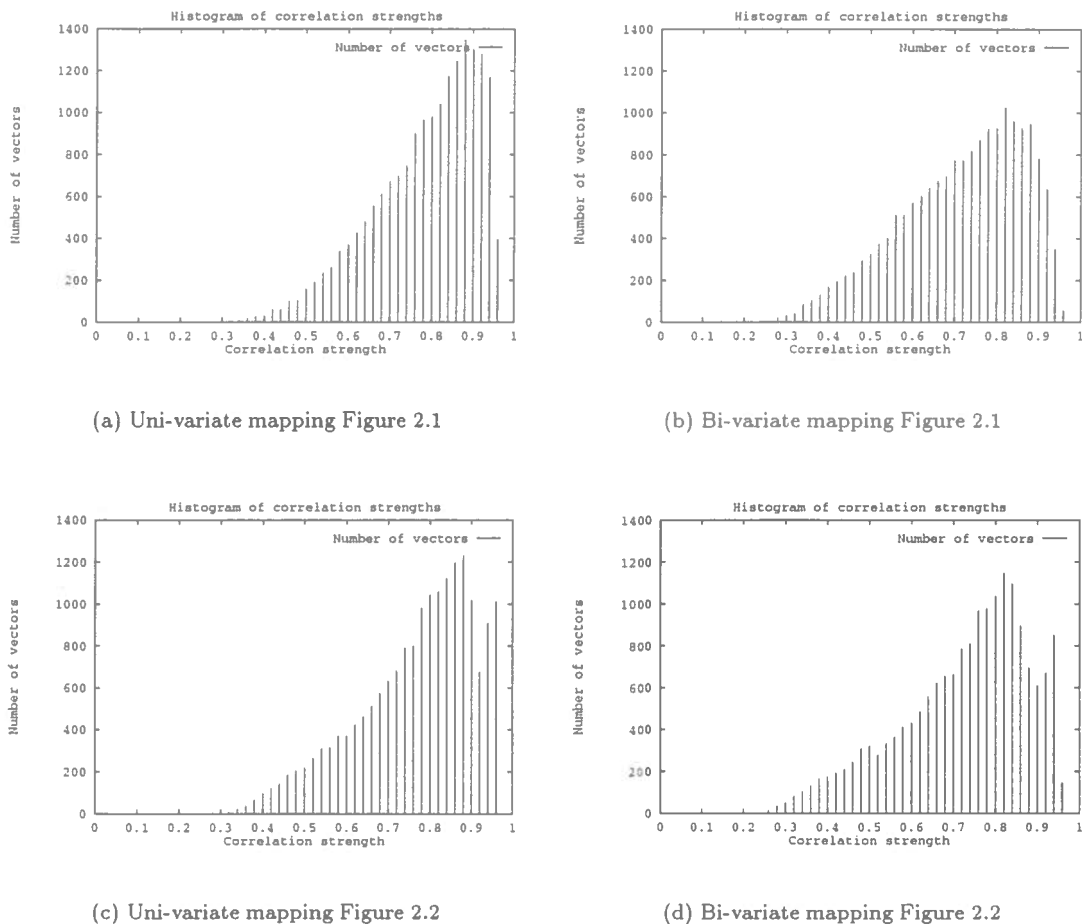 Histogram of correlation strengths
Number of vectors
1400
1200
1000
800
600
400
200
0
0 0.1 0.2 0.3 0.4 0.5 0.6 0.7 0.8 0.9 1
Correlation strength
Number of vectors
(a) Uni-variate mapping Figure 2.1
Histogram of correlation strengths
Number of vectors
1400
1200
1000
800
600
400
200
0
0 0.1 0.2 0.3 0.4 0.5 0.6 0.7 0.8 0.9 1
Correlation strength
Number of vectors
(b) Bi-variate mapping Figure 2.1
Histogram of correlation strengths
Number of vectors
1400
1200
1000
800
600
400
200
0
0 0.1 0.2 0.3 0.4 0.5 0.6 0.7 0.8 0.9 1
Correlation strength
Number of vectors
(c) Uni-variate mapping Figure 2.2
Histogram of correlation strengths
Number of vectors
1400
1200
1000
800
600
400
200
0
0 0.1 0.2 0.3 0.4 0.5 0.6 0.7 0.8 0.9 1
Correlation strength
Number of vectors
(d) Bi-variate mapping Figure 2.2